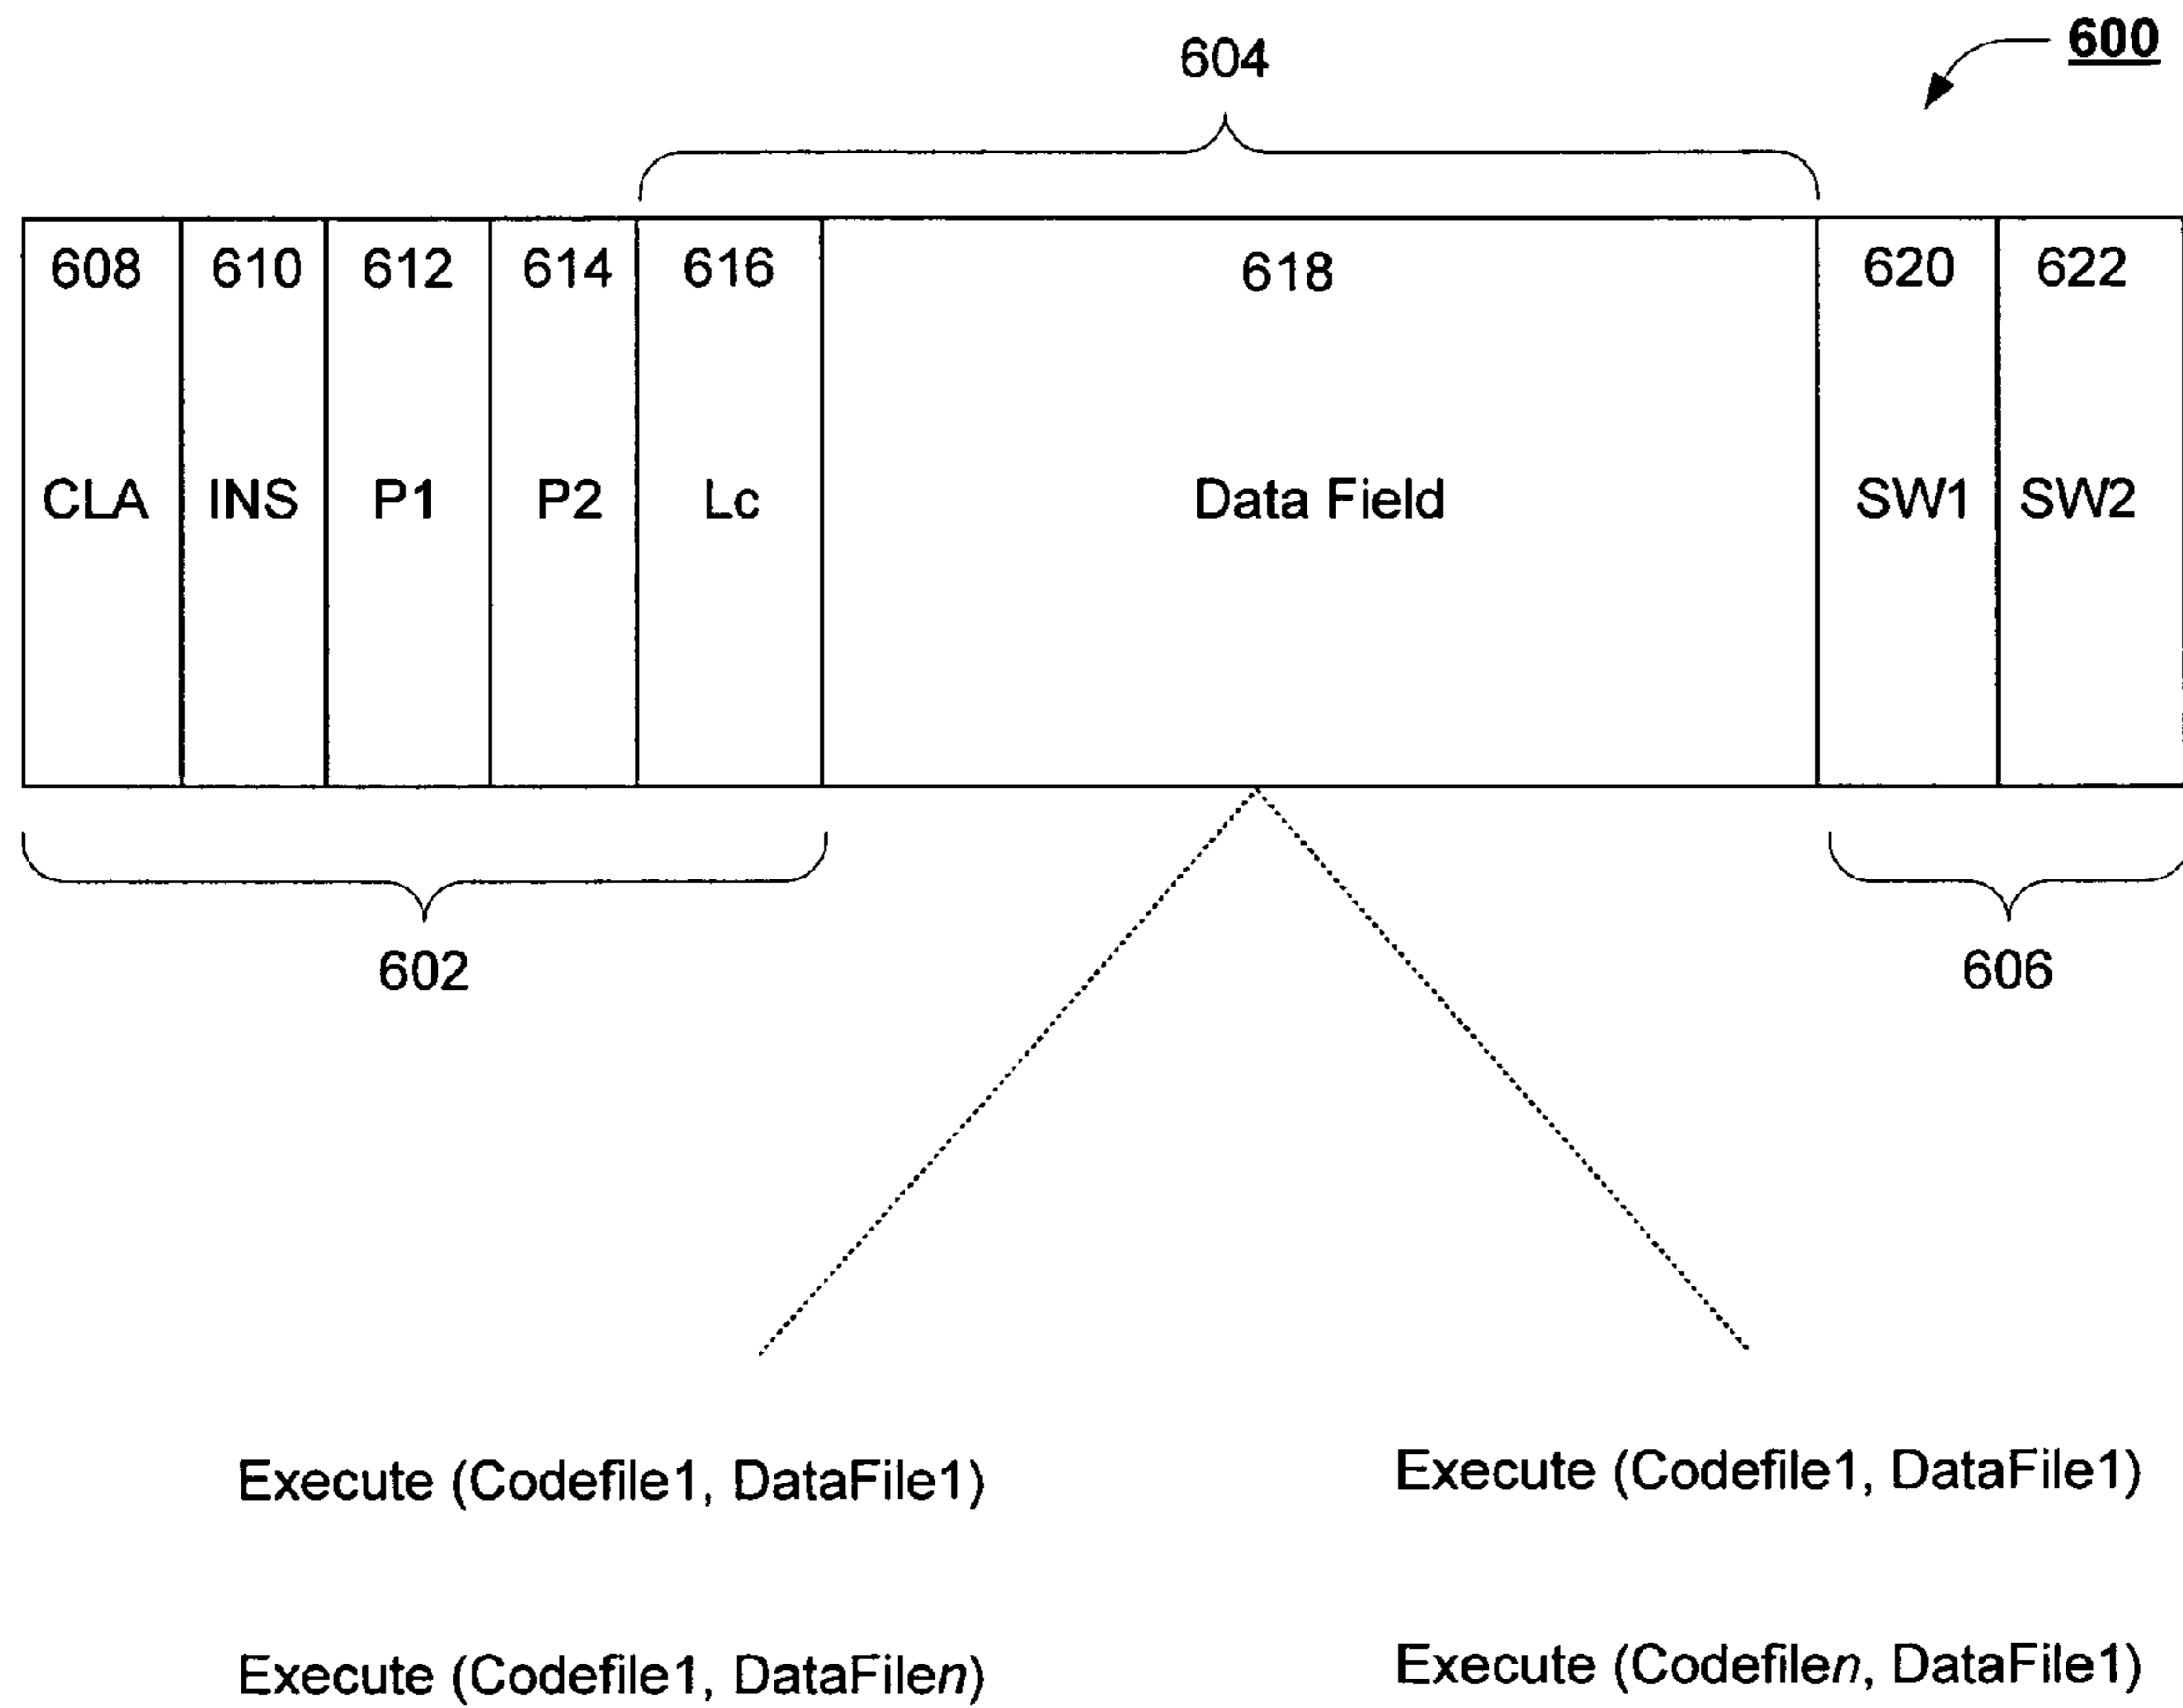 600
604
608 610 612 614 616 618 620 622
CLA INS P1 P2 Lc Data Field SW1 SW2
602 606
Execute (Codefile1, DataFile1) Execute (Codefile1, DataFile1)
Execute (Codefile1, DataFilen) Execute (Codefilen, DataFile1)